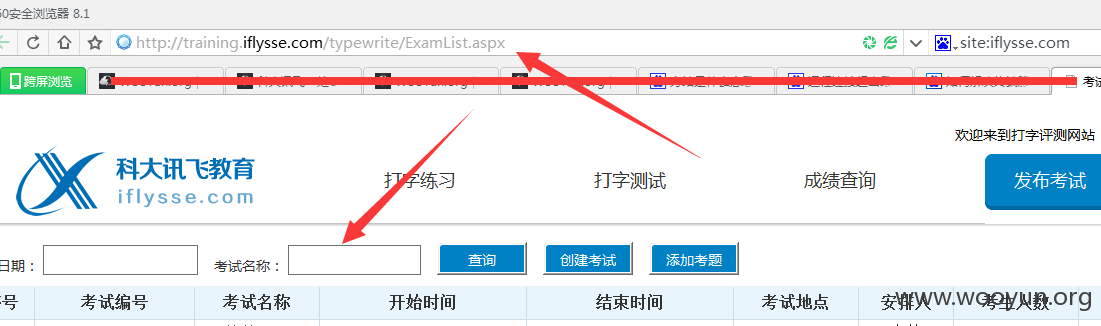 60安全浏览器 8.1
http://training.iflysse.com/typewrite/ExamList.aspx
site:iflysse.com
跨屏浏览
考试
欢迎来到打字评测网站
科大讯飞教育
iflysse.com
打字练习
打字测试
成绩查询
发布考试
日期：
考试名称：
查询
创建考试
添加考题
考试编号
考试名称
开始时间
结束时间
考试地点
安排人
考生人数
www.wooyun.org